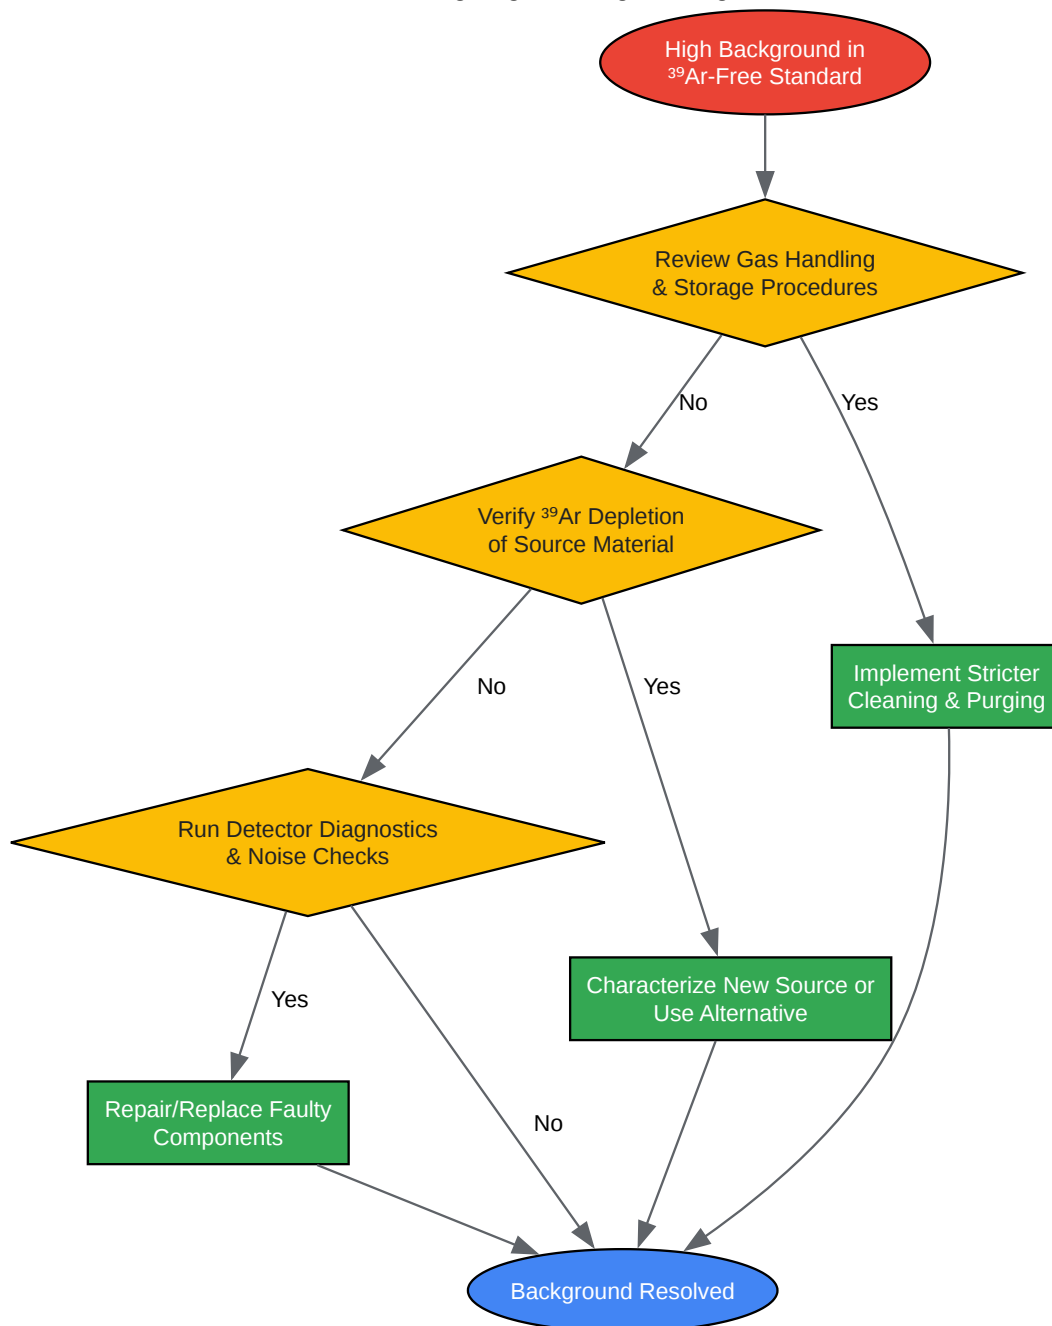 High Background in
³⁹Ar-Free Standard
Review Gas Handling
& Storage Procedures
No
Yes
Verify ³⁹Ar Depletion
of Source Material
No
Yes
Implement Stricter
Cleaning & Purging
Run Detector Diagnostics
& Noise Checks
Characterize New Source or
Use Alternative
Yes
No
Repair/Replace Faulty
Components
Background Resolved